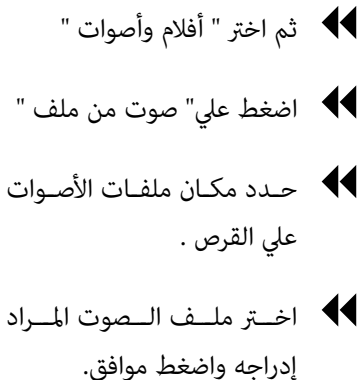 ثم اختر " أفلام وأصوات "
اضغط علي" صوت من ملف "
حدد مكان ملفات الأصوات
علي القرص .
اختر ملف الصوت المراد
إدراجه واضغط موافق.